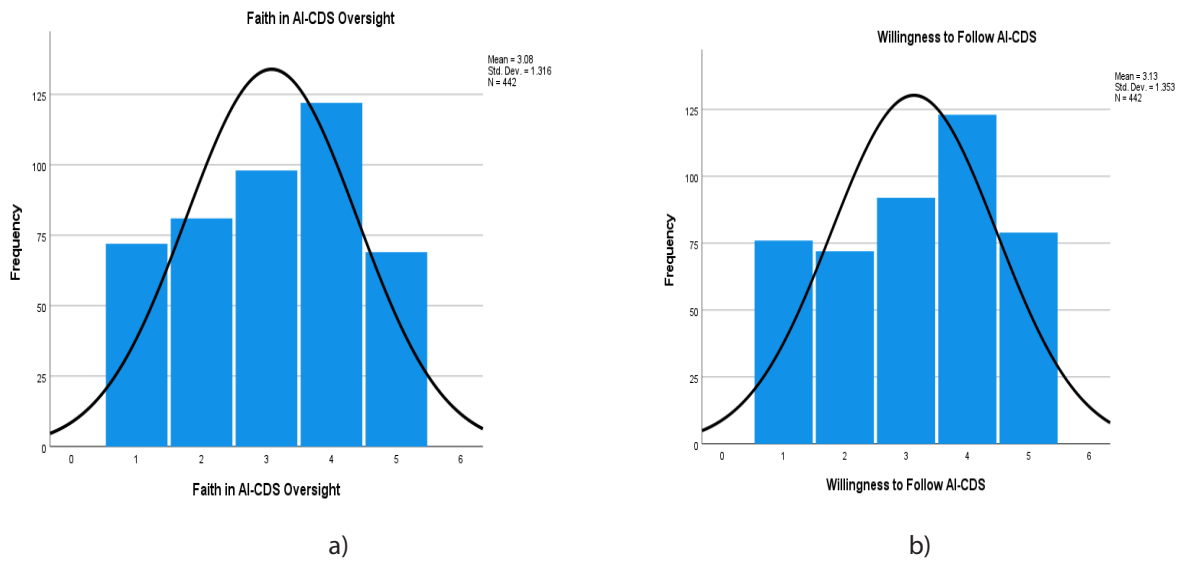 Faith in AI-CDS Oversight
Mean = 3.08
Std. Dev. = 1.316
N = 442
125
100
75
50
25
0
Frequency
0 1 2 3 4 5 6
Faith in AI-CDS Oversight
a)
Willingness to Follow AI-CDS
Mean = 3.13
Std. Dev. = 1.353
N = 442
125
100
75
50
25
0
Frequency
0 1 2 3 4 5 6
Willingness to Follow AI-CDS
b)